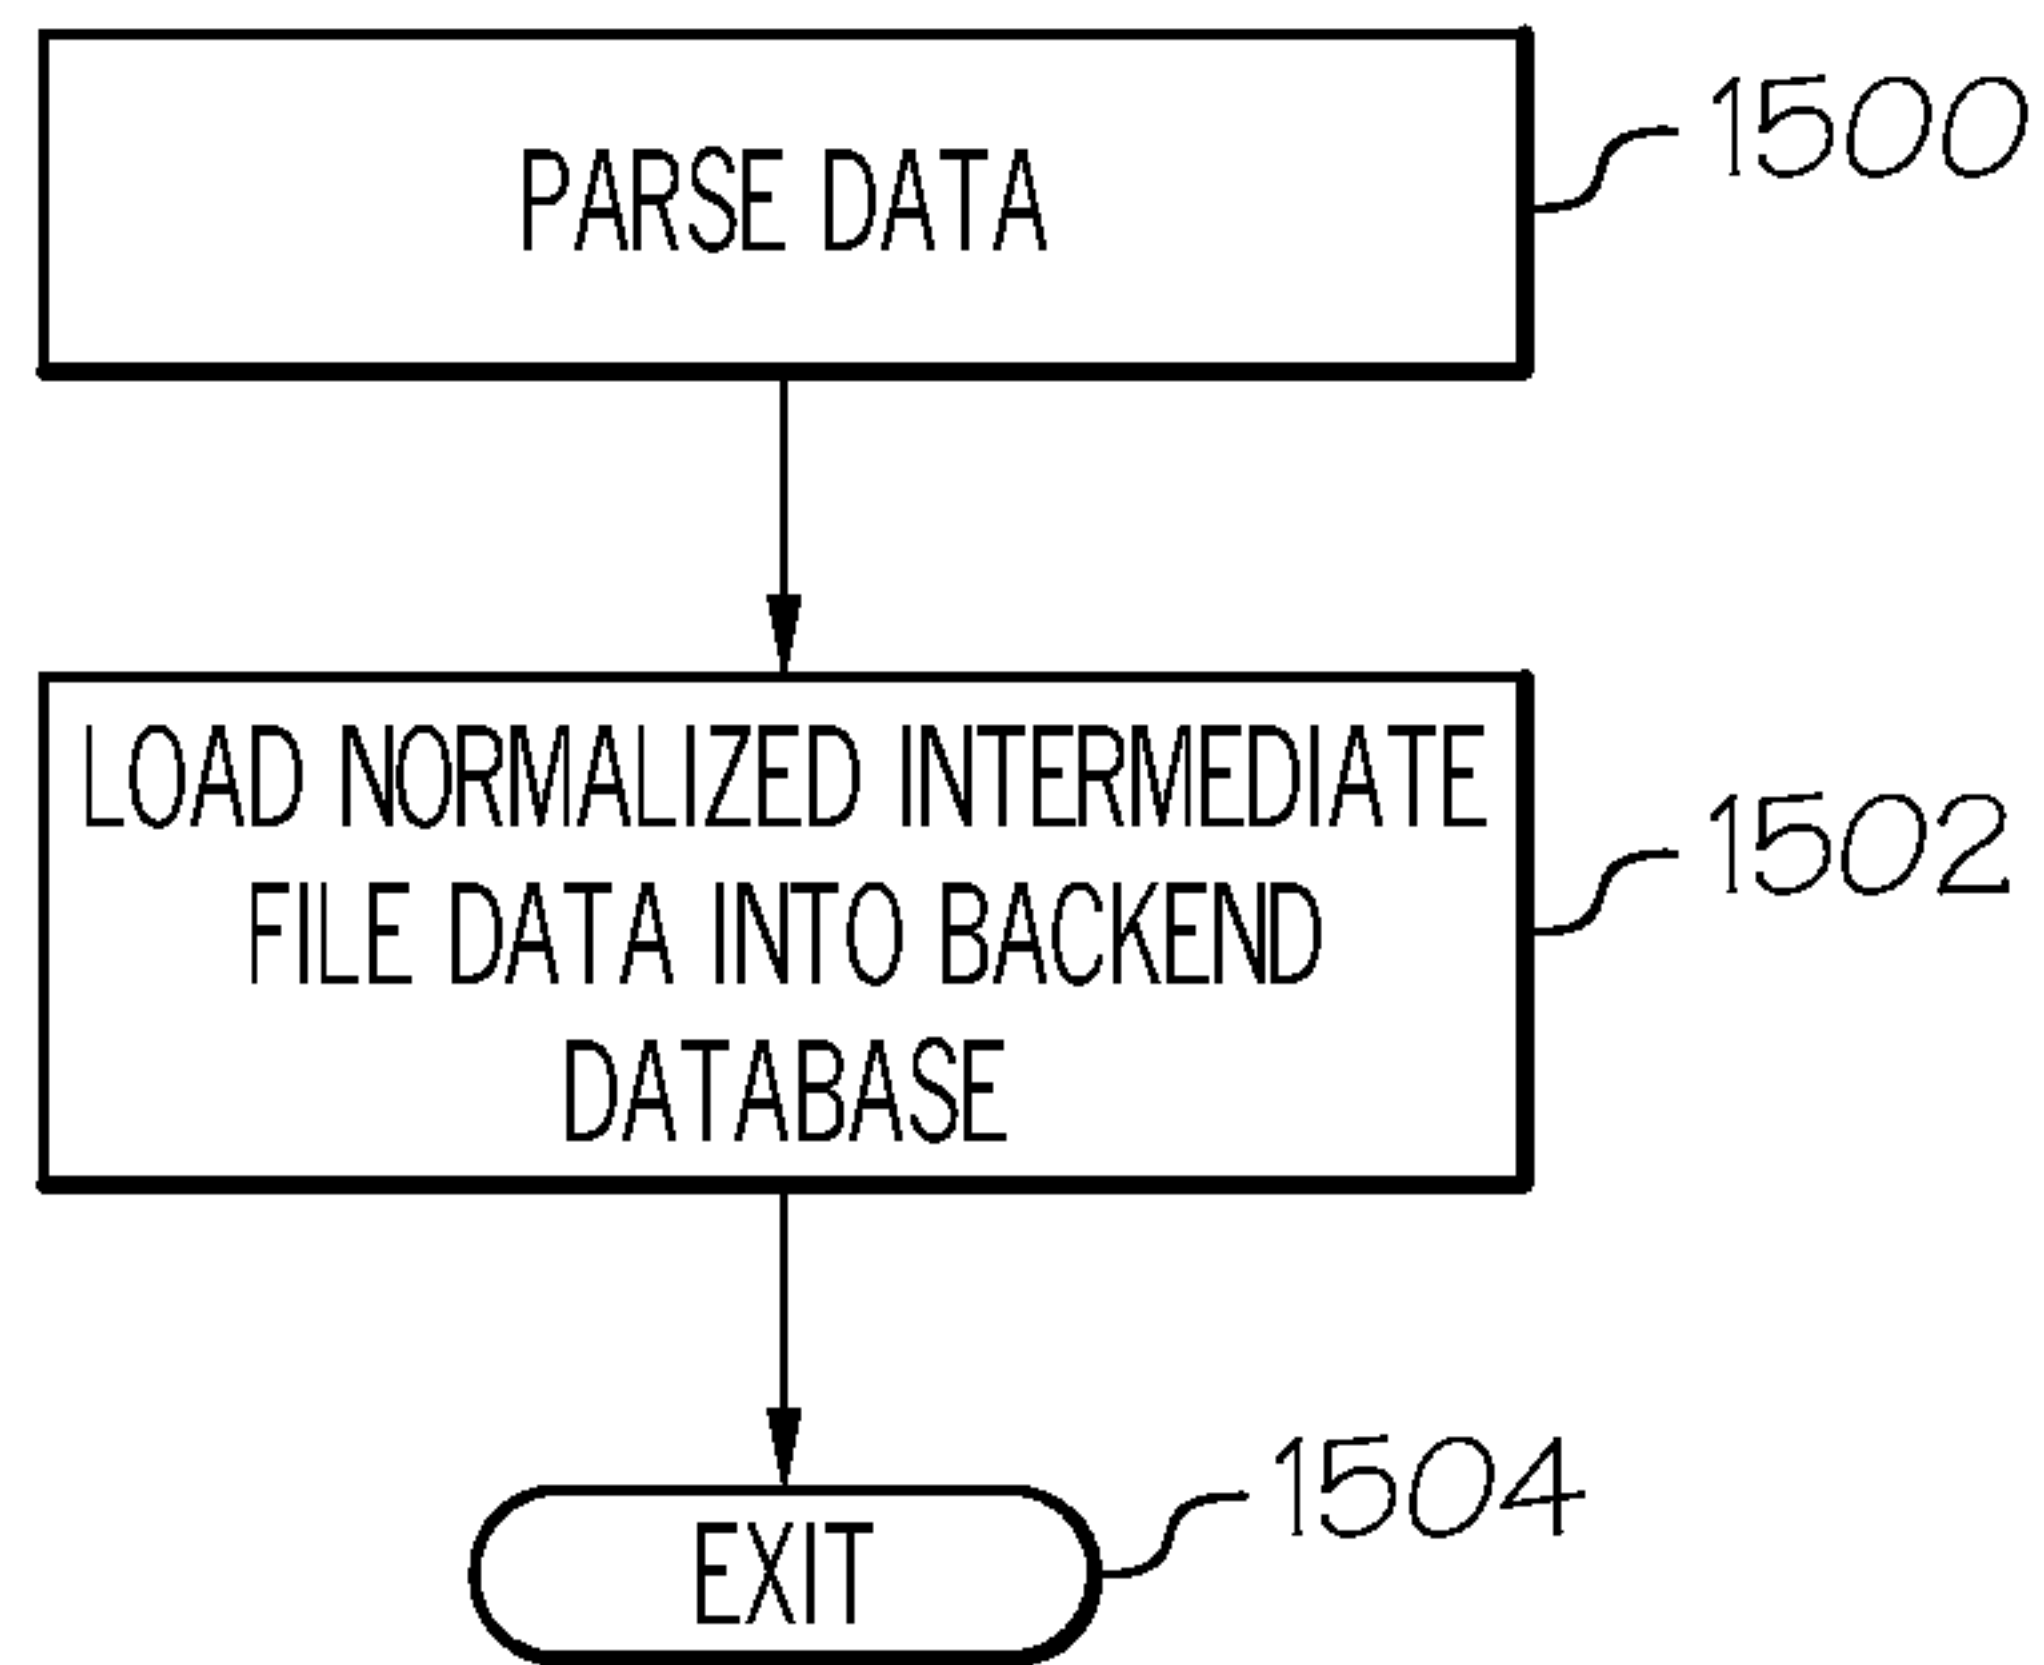 PARSE DATA
1500
LOAD NORMALIZED INTERMEDIATE
FILE DATA INTO BACKEND
DATABASE
1502
EXIT
1504